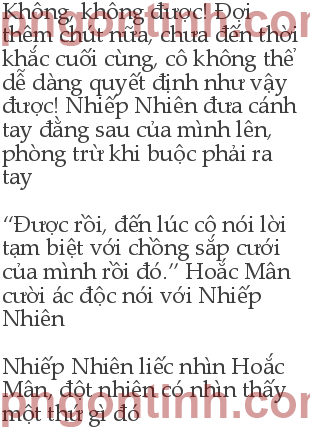 Không, không được! Đợi
thêm chút nữa, chưa đến thời
khắc cuối cùng, cô không thể
dễ dàng quyết định như vậy
được! Nhiếp Nhiên đưa cánh
tay đằng sau của mình lên,
phòng trừ khi buộc phải ra
tay
“Được rồi, đến lúc cô nói lời
tạm biệt với chồng sắp cưới
của mình rồi đó.” Hoắc Mân
cười ác độc nói với Nhiếp
Nhiên
Nhiếp Nhiên liếc nhìn Hoắc
Mân, đột nhiên cô nhìn thấy
một thứ gì đó
pngontinh.com
pngontinh.com